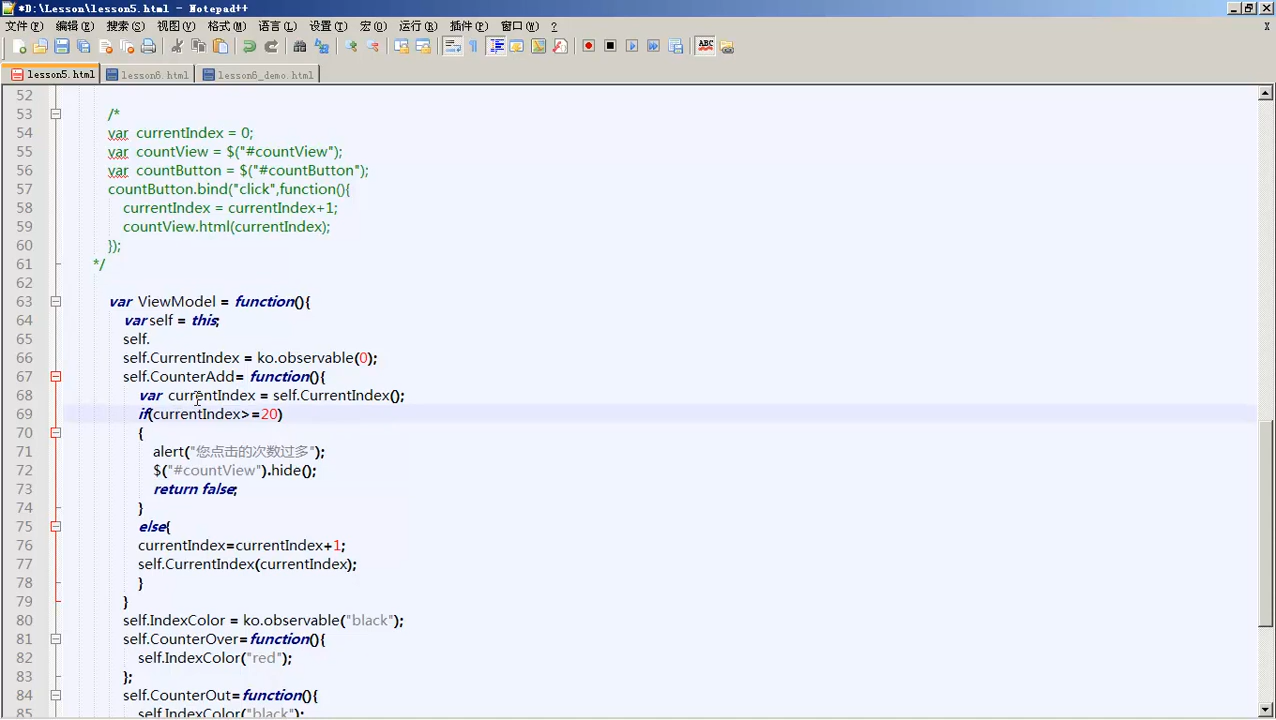 *D:\Lesson\lesson5.html - Notepad++
文件(F) 编辑(E) 搜索(S) 视图(V) 格式(M) 语言(L) 设置(T) 宏(O) 运行(R) 插件(P) 窗口(W) ? X
lesson5.html lesson6.html lesson6_demo.html
52
53 /*
54 var currentIndex = 0;
55 var countView = $("#countView");
56 var countButton = $("#countButton");
57 countButton.bind("click",function(){
58 currentIndex = currentIndex+1;
59 countView.html(currentIndex);
60 });
61 */
62
63 var ViewModel = function(){
64 var self = this;
65 self.
66 self.CurrentIndex = ko.observable(0);
67 self.CounterAdd= function(){
68 var currentIndex = self.CurrentIndex();
69 if(currentIndex>=20)
70 {
71 alert("您点击的次数过多");
72 $("#countView").hide();
73 return false;
74 }
75 else{
76 currentIndex=currentIndex+1;
77 self.CurrentIndex(currentIndex);
78 }
79 }
80 self.IndexColor = ko.observable("black");
81 self.CounterOver=function(){
82 self.IndexColor("red");
83 };
84 self.CounterOut=function(){
85 self.IndexColor("black");